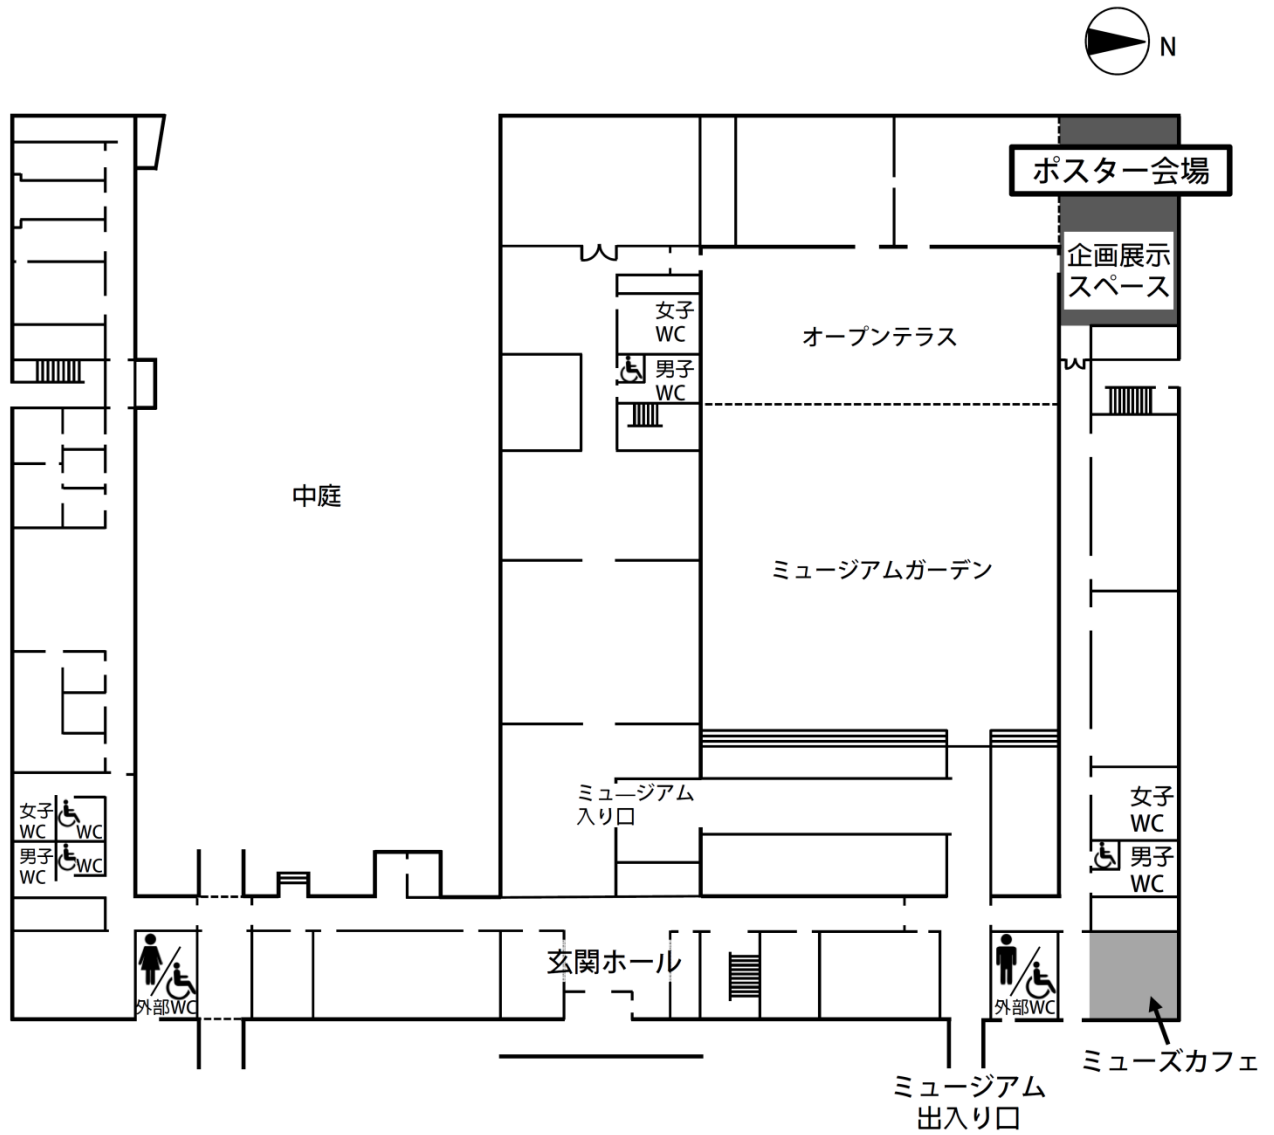 N
ポスター会場
企画展示
スペース
女子
WC
男子
WC
オープンテラス
中庭
ミュージアムガーデン
ミュ―ジアム
入り口
女子
WC
WC
男子
WC
WC
女子
WC
男子
WC
玄関ホール
外部WC
外部WC
ミューズカフェ
ミュージアム
出入り口